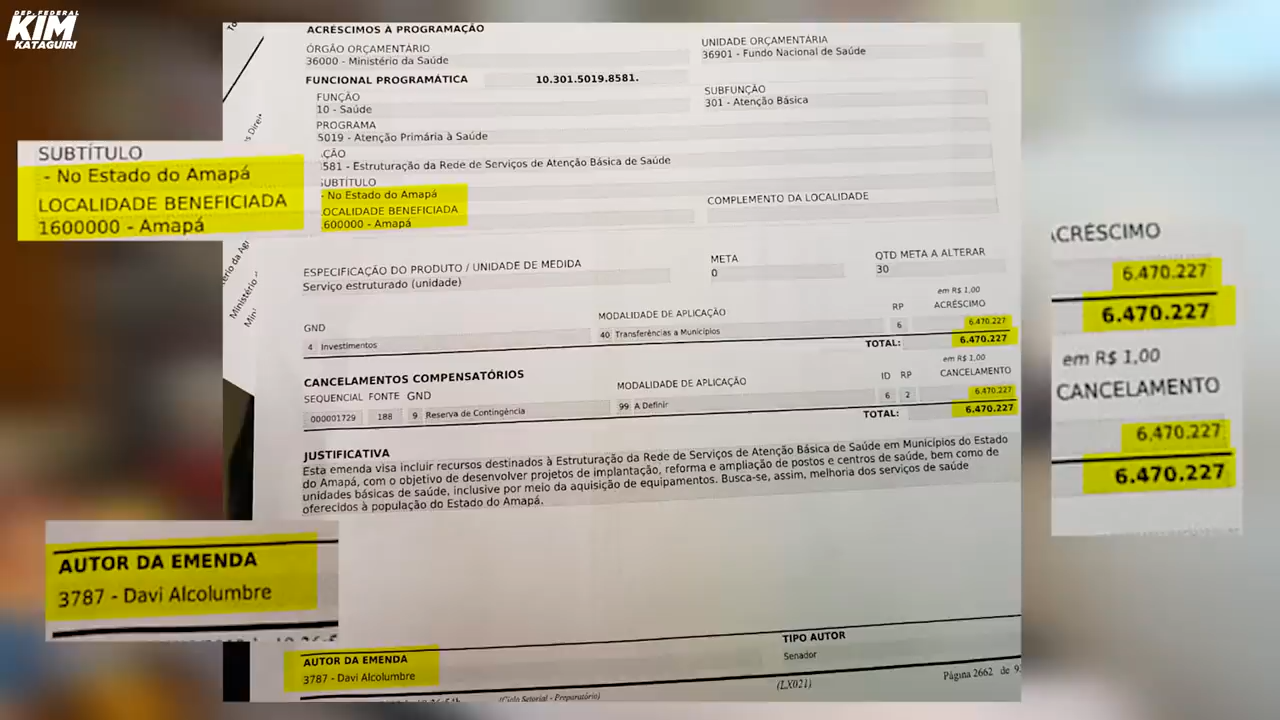 DEP. FEDERAL
KIM
KATAGUIRI
ACRÉSCIMOS À PROGRAMAÇÃO
ÓRGÃO ORÇAMENTÁRIO
36000 - Ministério da Saúde
UNIDADE ORÇAMENTÁRIA
36901 - Fundo Nacional de Saúde
FUNCIONAL PROGRAMÁTICA
10.301.5019.8581.
FUNÇÃO
10 - Saúde
SUBFUNÇÃO
301 - Atenção Básica
PROGRAMA
5019 - Atenção Primária à Saúde
ÇÃO
581 - Estruturação da Rede de Serviços de Atenção Básica de Saúde
SUBTÍTULO
- No Estado do Amapá
OCALIDADE BENEFICIADA
600000 - Amapá
COMPLEMENTO DA LOCALIDADE
SUBTÍTULO
- No Estado do Amapá
LOCALIDADE BENEFICIADA
1600000 - Amapá
ESPECIFICAÇÃO DO PRODUTO / UNIDADE DE MEDIDA
Serviço estruturado (unidade)
META
0
QTD META A ALTERAR
30
em R$ 1,00
GND
MODALIDADE DE APLICAÇÃO
RP
ACRÉSCIMO
4 Investimentos
40 Transferências a Municípios
6
6.470.227
TOTAL:
6.470.227
em R$ 1,00
CANCELAMENTOS COMPENSATÓRIOS
SEQUENCIAL FONTE GND
MODALIDADE DE APLICAÇÃO
ID RP
CANCELAMENTO
000001729 188 9 Reserva de Contingência
99 A Definir
6 2
6.470.227
TOTAL:
6.470.227
JUSTIFICATIVA
Esta emenda visa incluir recursos destinados à Estruturação da Rede de Serviços de Atenção Básica de Saúde em Municípios do Estado
do Amapá, com o objetivo de desenvolver projetos de implantação, reforma e ampliação de postos e centros de saúde, bem como de
unidades básicas de saúde, inclusive por meio da aquisição de equipamentos. Busca-se, assim, melhoria dos serviços de saúde
oferecidos à população do Estado do Amapá.
ACRÉSCIMO
6.470.227
6.470.227
em R$ 1,00
CANCELAMENTO
6.470.227
6.470.227
AUTOR DA EMENDA
3787 - Davi Alcolumbre
AUTOR DA EMENDA
3787 - Davi Alcolumbre
TIPO AUTOR
Senador
(Ciclo Setorial - Preparatório)
(LX021)
Página 2662 de